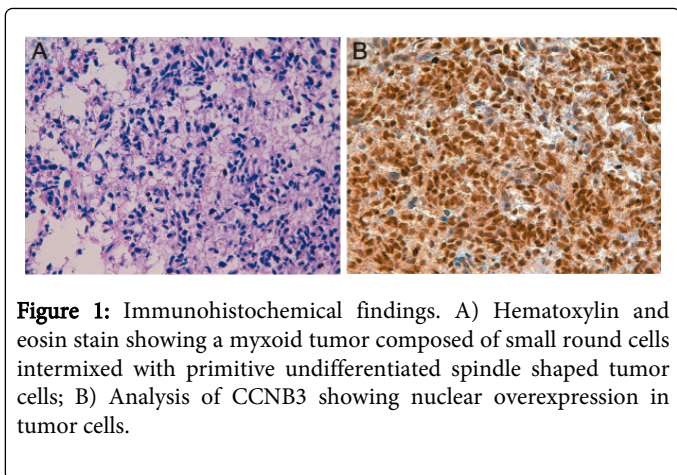 A B
Figure 1: Immunohistochemical findings. A) Hematoxylin and
eosin stain showing a myxoid tumor composed of small round cells
intermixed with primitive undifferentiated spindle shaped tumor
cells; B) Analysis of CCNB3 showing nuclear overexpression in
tumor cells.